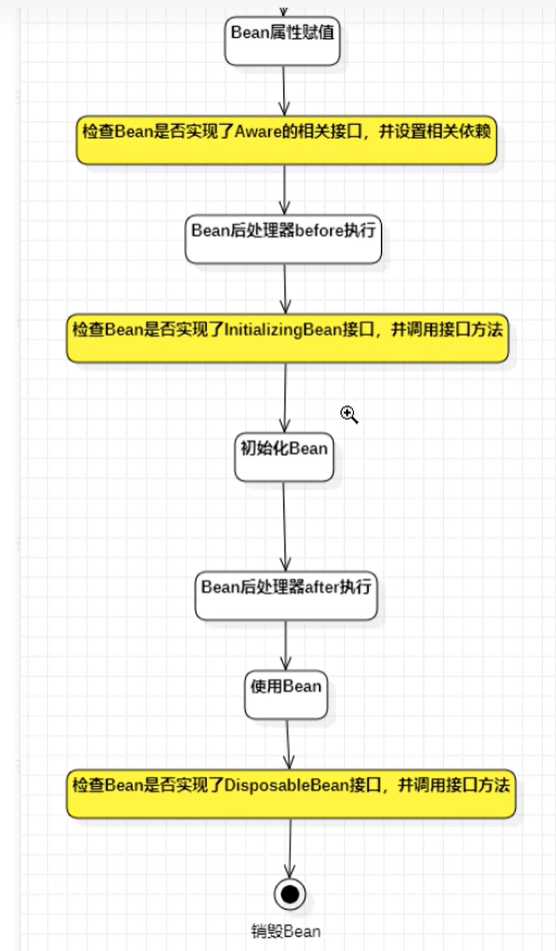 Bean属性赋值
检查Bean是否实现了Aware的相关接口，并设置相关依赖
Bean后处理器before执行
检查Bean是否实现了InitializingBean接口，并调用接口方法
初始化Bean
Bean后处理器after执行
使用Bean
检查Bean是否实现了DisposableBean接口，并调用接口方法
销毁Bean